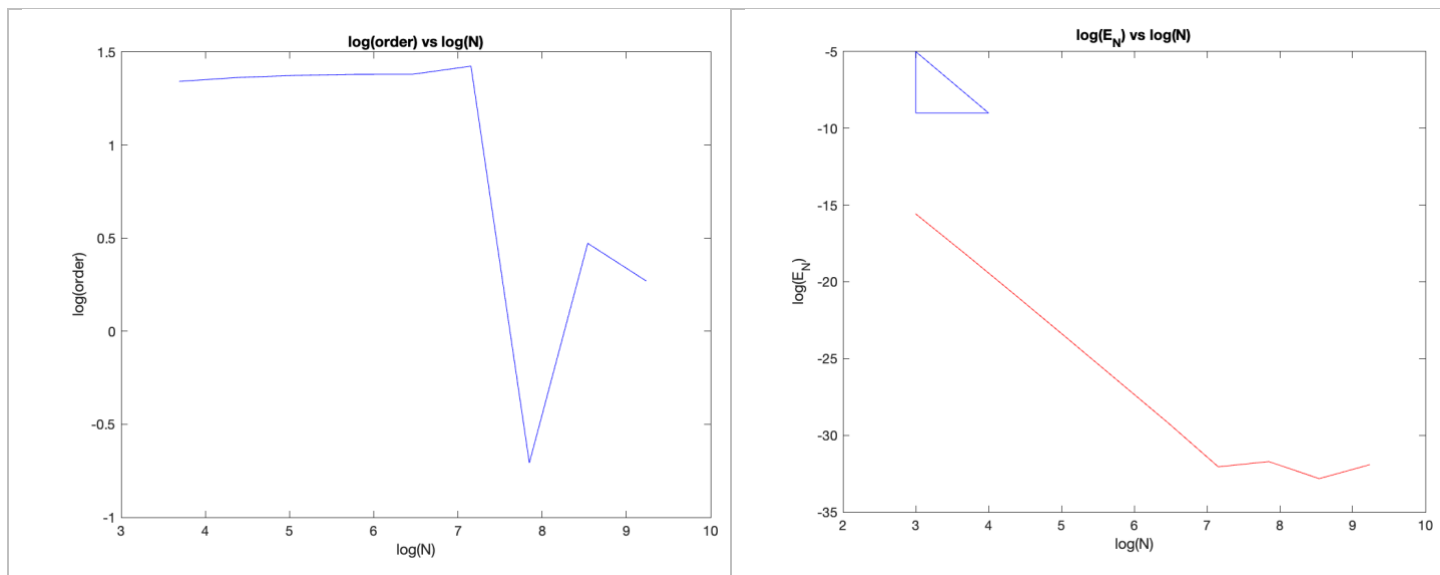 log(order) vs log(N)
1.5
1
0.5
0
-0.5
-1
log(order)
3 4 5 6 7 8 9 10
log(N)
log(E_N) vs log(N)
-5
-10
-15
-20
-25
-30
-35
log(E_N)
2 3 4 5 6 7 8 9 10
log(N)